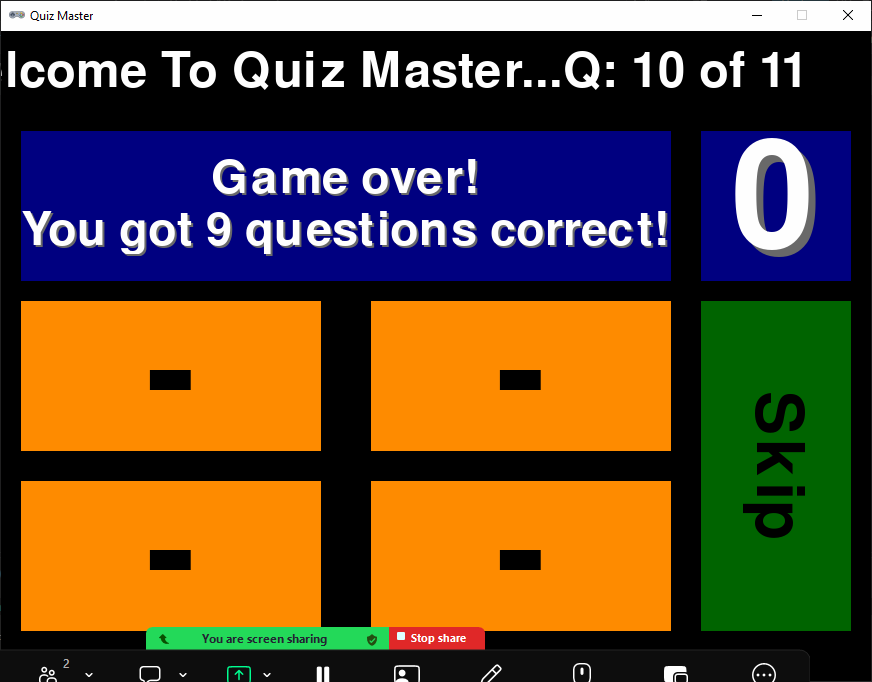 Quiz Master
lcome To Quiz Master...Q: 10 of 11
Game over!
You got 9 questions correct!
0
-
-
Skip
-
-
You are screen sharing
Stop share
2